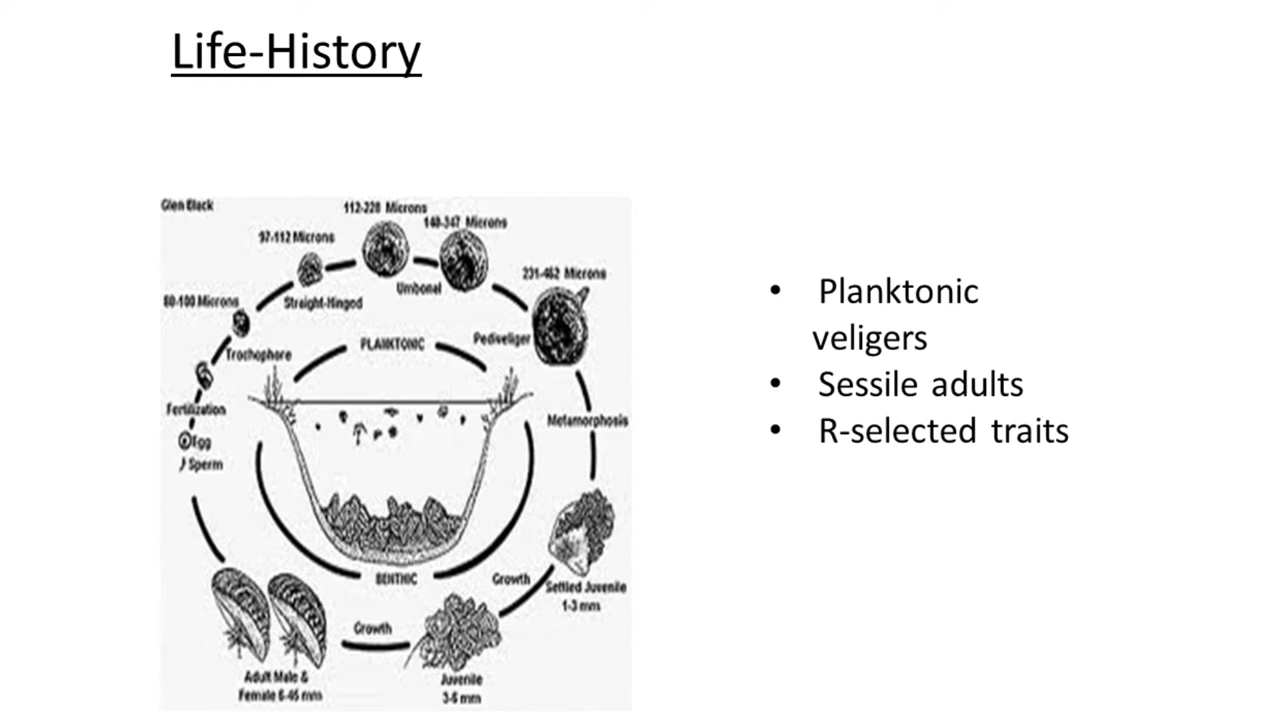 Life-History
Glen Black
112-220 Microns
140-347 Microns
97-112 Microns
231-462 Microns
80-100 Microns
Straight-Hinged
Umbonal
Pediveliger
Trochophore
PLANKTONIC
Fertilization
Egg
Sperm
Metamorphosis
BENTHIC
Growth
Settled Juvenile
1-3 mm
Growth
Adult Male &
Female 6-45 mm
Juvenile
3-6 mm
• Planktonic
veligers
• Sessile adults
• R-selected traits